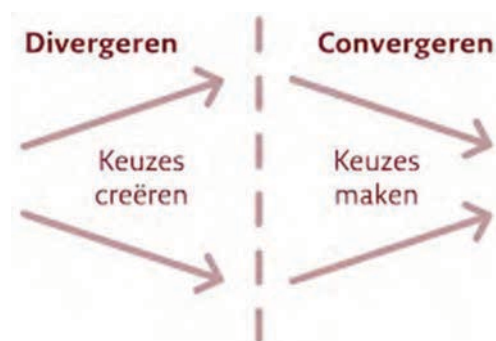 Divergeren
Convergeren
Keuzes
creëren
Keuzes
maken